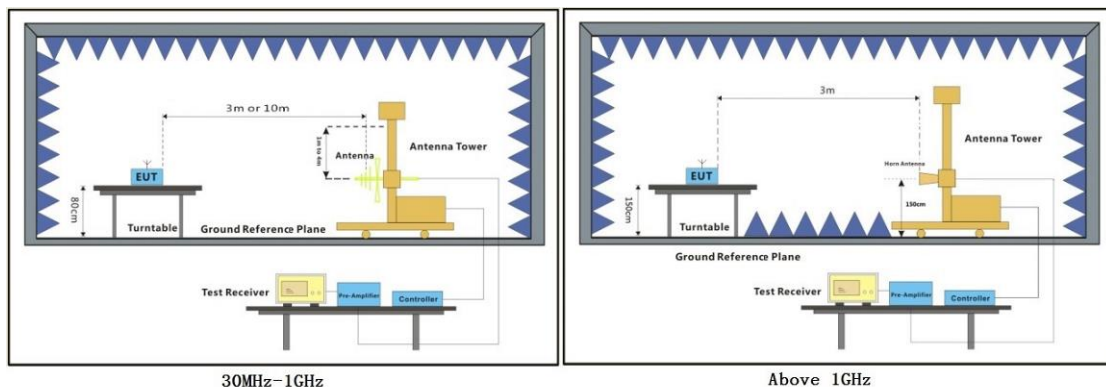 3m or 10m
1m to 4m
Antenna
Antenna Tower
EUT
80cm
Turntable
Ground Reference Plane
Test Receiver
Pre-Amplifier
Controller
30MHz-1GHz
3m
Antenna Tower
Horn Antenna
EUT
150cm
150cm
Turntable
Ground Reference Plane
Test Receiver
Pre-Amplifier
Controller
Above 1GHz